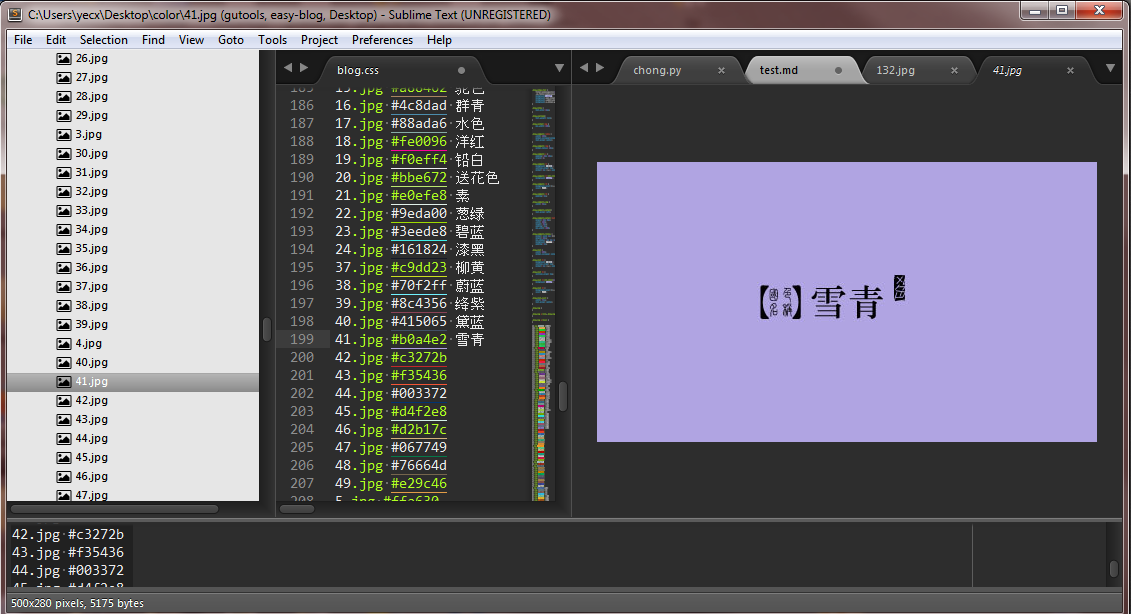 C:\Users\yecx\Desktop\color\41.jpg (gutools, easy-blog, Desktop) - Sublime Text (UNREGISTERED)
File Edit Selection Find View Goto Tools Project Preferences Help
26.jpg
27.jpg
28.jpg
29.jpg
3.jpg
30.jpg
31.jpg
32.jpg
33.jpg
34.jpg
35.jpg
36.jpg
37.jpg
38.jpg
39.jpg
4.jpg
40.jpg
41.jpg
42.jpg
43.jpg
44.jpg
45.jpg
46.jpg
47.jpg
blog.css
186 16.jpg #4c8dad 群青
187 17.jpg #88ada6 水色
188 18.jpg #fe0096 洋红
189 19.jpg #f0eff4 铅白
190 20.jpg #bbe672 送花色
191 21.jpg #e0efe8 素
192 22.jpg #9eda00 葱绿
193 23.jpg #3eede8 碧蓝
194 24.jpg #161824 漆黑
195 37.jpg #c9dd23 柳黄
196 38.jpg #70f2ff 蔚蓝
197 39.jpg #8c4356 绛紫
198 40.jpg #415065 黛蓝
199 41.jpg #b0a4e2 雪青
200 42.jpg #c3272b
201 43.jpg #f35436
202 44.jpg #003372
203 45.jpg #d4f2e8
204 46.jpg #d2b17c
205 47.jpg #067749
206 48.jpg #76664d
207 49.jpg #e29c46
chong.py test.md 132.jpg 41.jpg
雪青
42.jpg #c3272b
43.jpg #f35436
44.jpg #003372
500x280 pixels, 5175 bytes